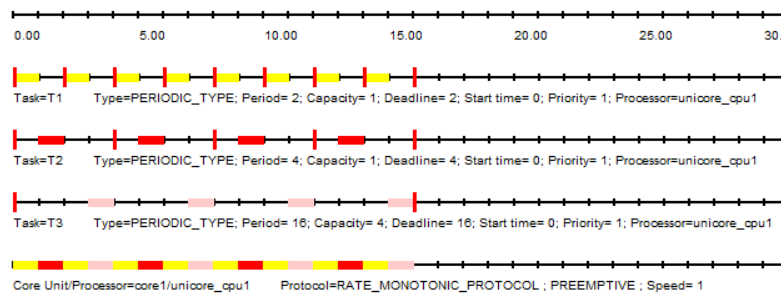 0.00 5.00 10.00 15.00 20.00 25.00 30.
Task=T1 Type=PERIODIC_TYPE; Period= 2; Capacity= 1; Deadline= 2; Start time= 0; Priority= 1; Processor=unicore_cpu1
Task=T2 Type=PERIODIC_TYPE; Period= 4; Capacity= 1; Deadline= 4; Start time= 0; Priority= 1; Processor=unicore_cpu1
Task=T3 Type=PERIODIC_TYPE; Period= 16; Capacity= 4; Deadline= 16; Start time= 0; Priority= 1; Processor=unicore_cpu1
Core Unit/Processor=core1/unicore_cpu1 Protocol=RATE_MONOTONIC_PROTOCOL ; PREEMPTIVE ; Speed= 1